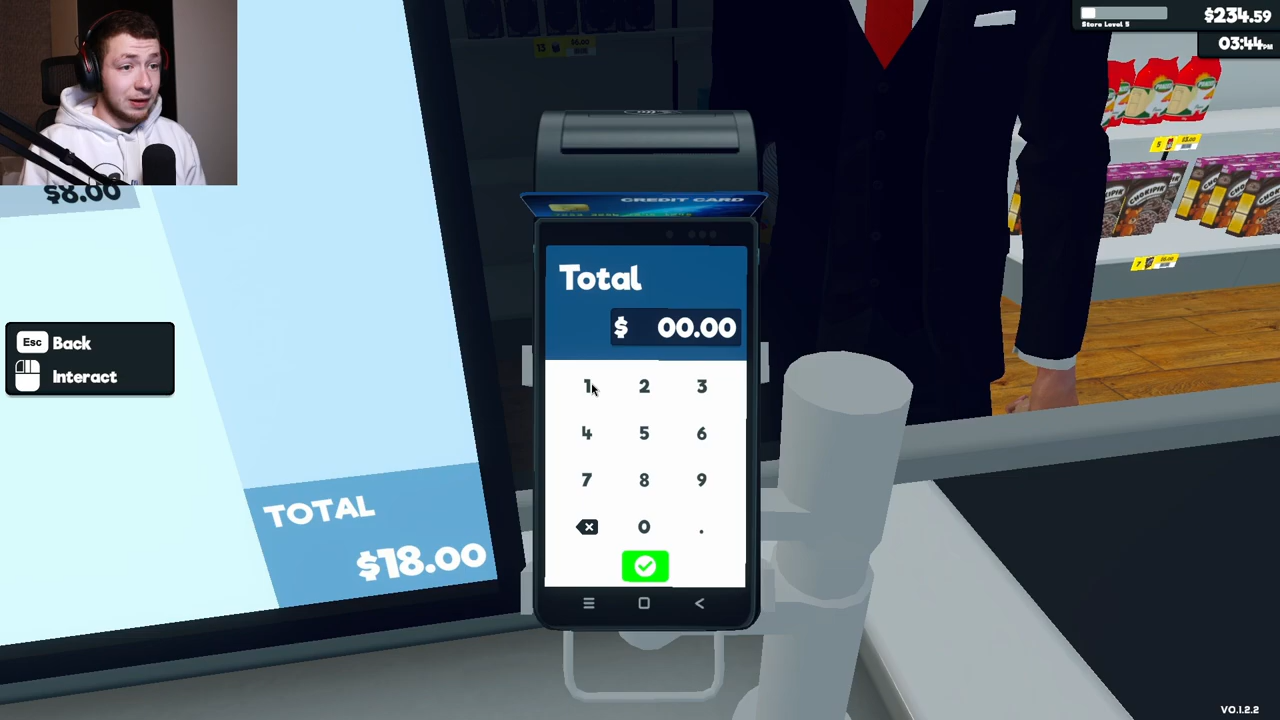 Store Level 5
$234.59
03:44PM
$8.00
Esc Back
Interact
CREDIT CARD
Total
$ 00.00
1 2 3
4 5 6
7 8 9
0 .
TOTAL
$18.00
CHOKIPIK
V0.1.2.2